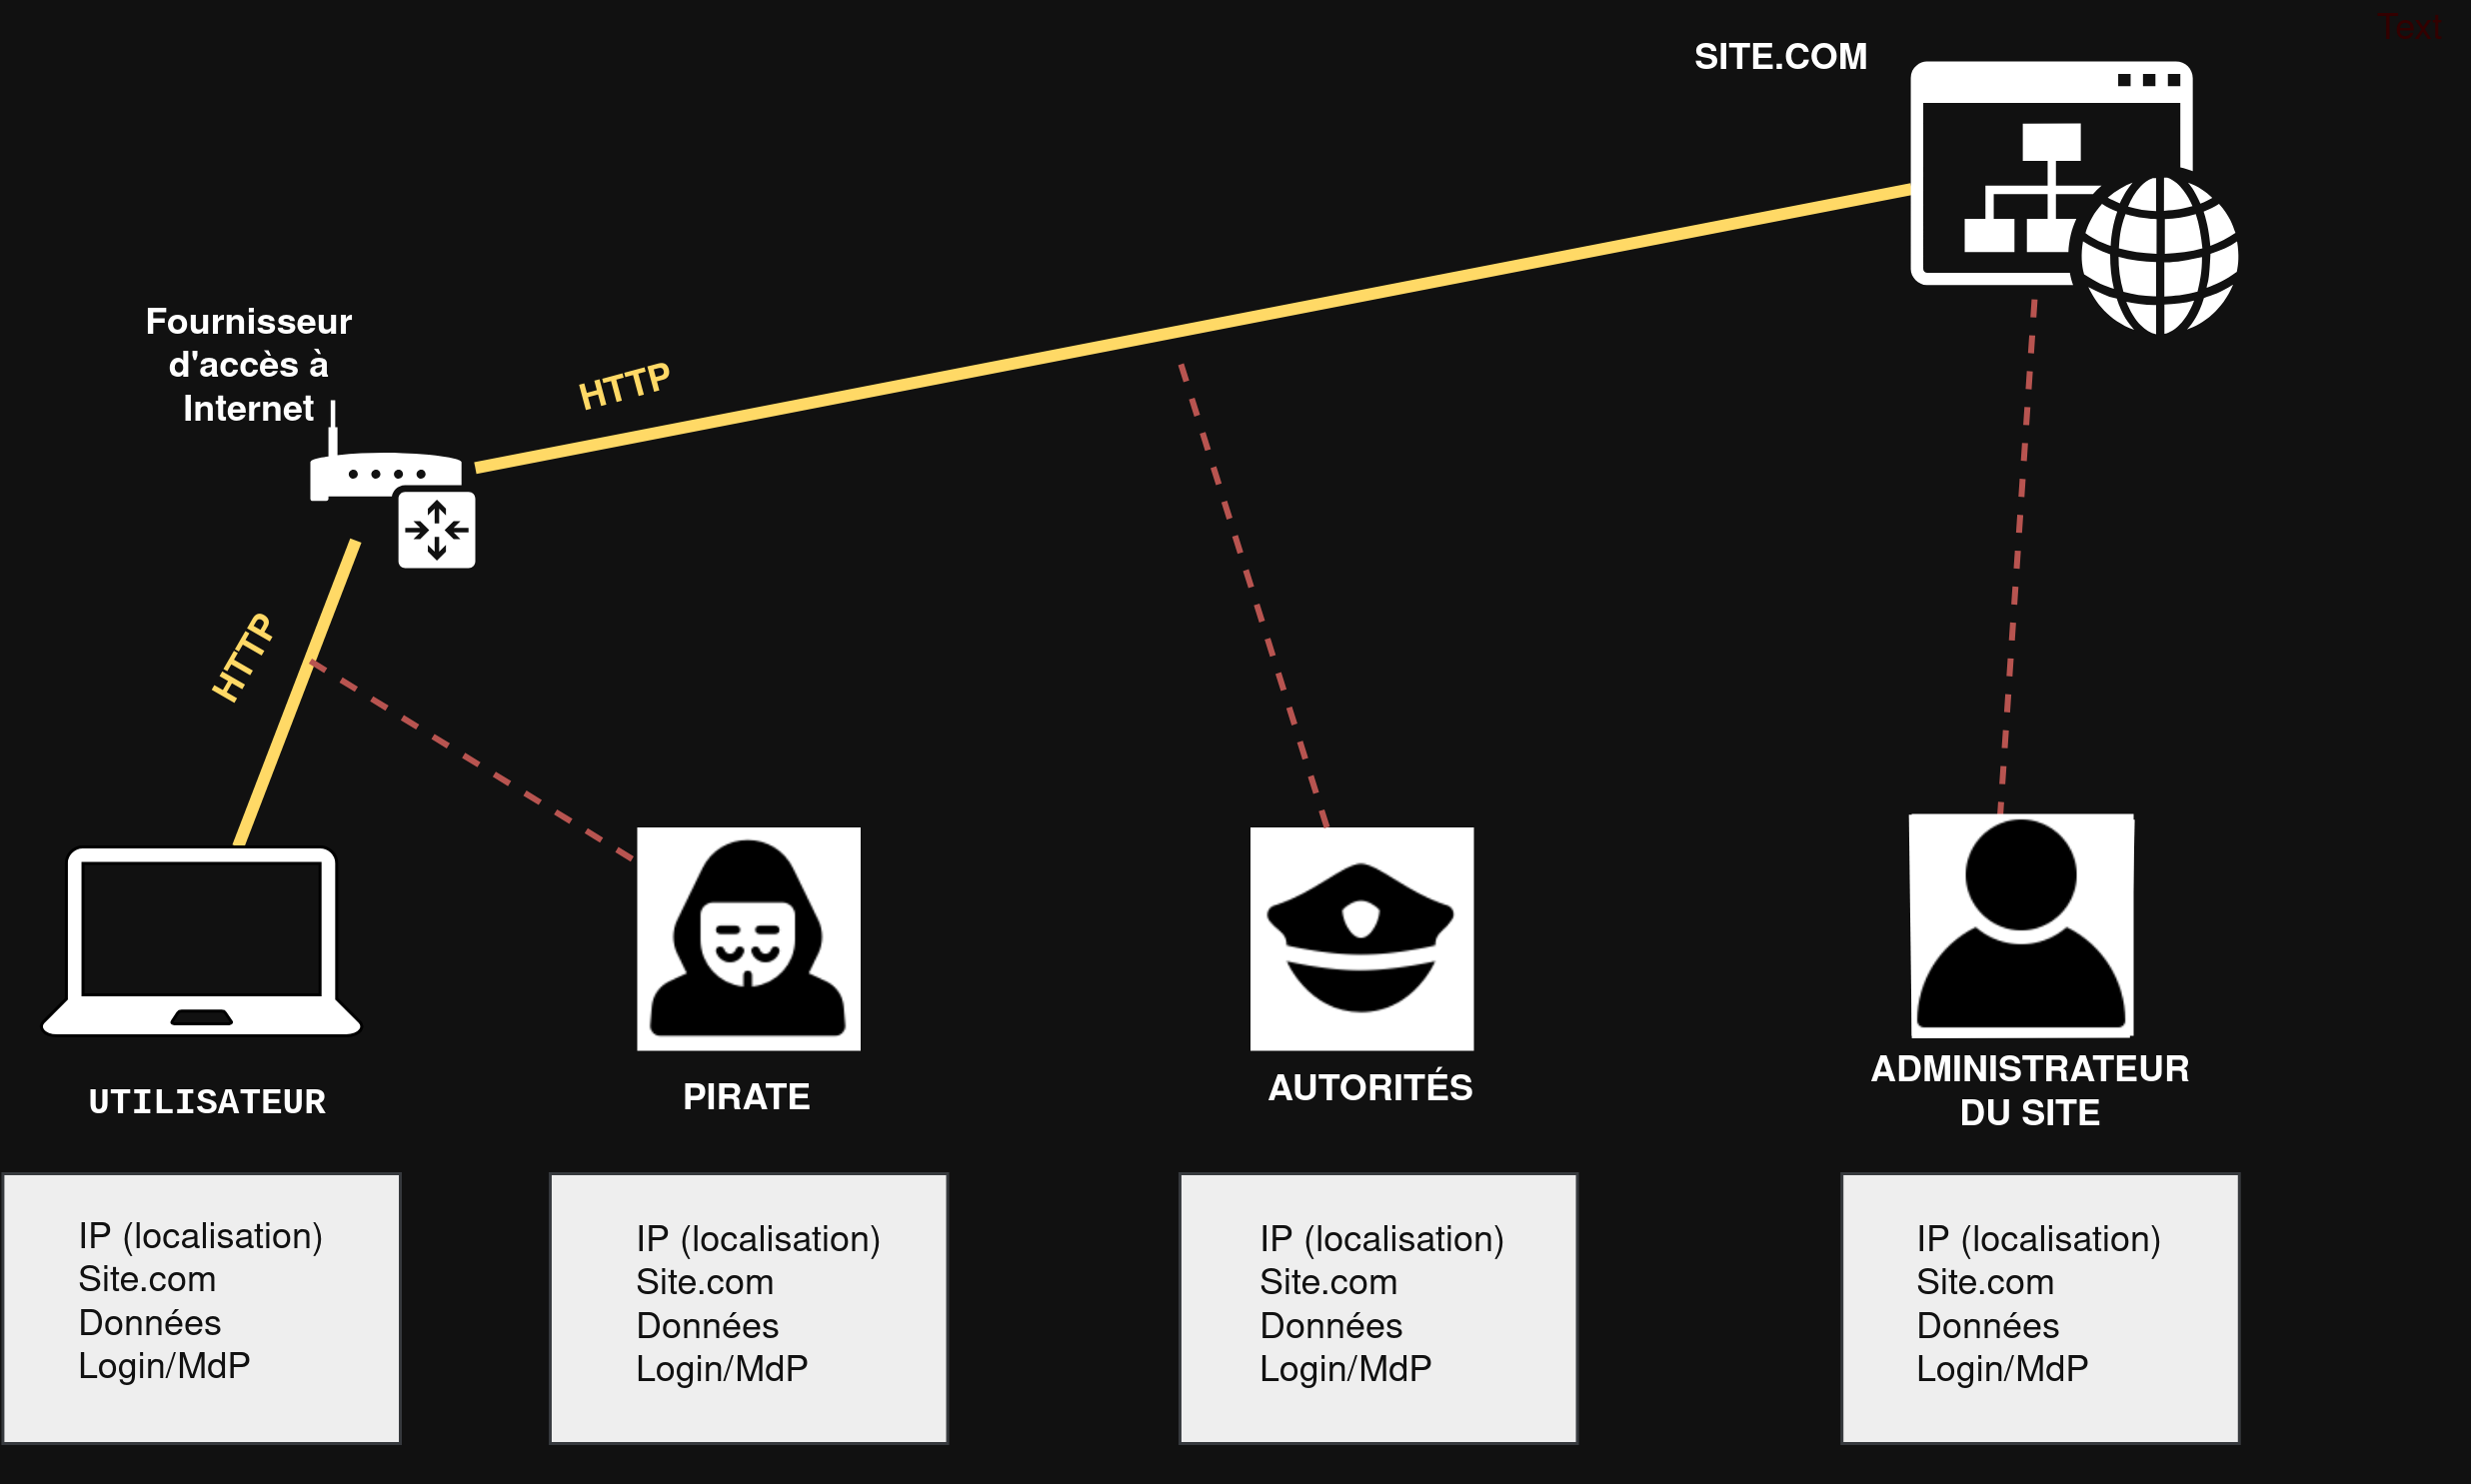 Text
SITE.COM
Fournisseur
d'accès à
Internet
HTTP
HTTP
UTILISATEUR
PIRATE
AUTORITÉS
ADMINISTRATEUR
DU SITE
IP (localisation)
Site.com
Données
Login/MdP
IP (localisation)
Site.com
Données
Login/MdP
IP (localisation)
Site.com
Données
Login/MdP
IP (localisation)
Site.com
Données
Login/MdP